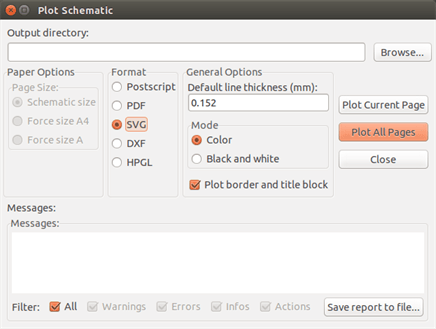 Plot Schematic
Output directory:
Browse...
Paper Options
Page Size:
Schematic size
Force size A4
Force size A
Format
Postscript
PDF
SVG
DXF
HPGL
General Options
Default line thickness (mm):
0.152
Mode
Color
Black and white
Plot border and title block
Plot Current Page
Plot All Pages
Close
Messages:
Messages:
Filter: All Warnings Errors Infos Actions Save report to file...